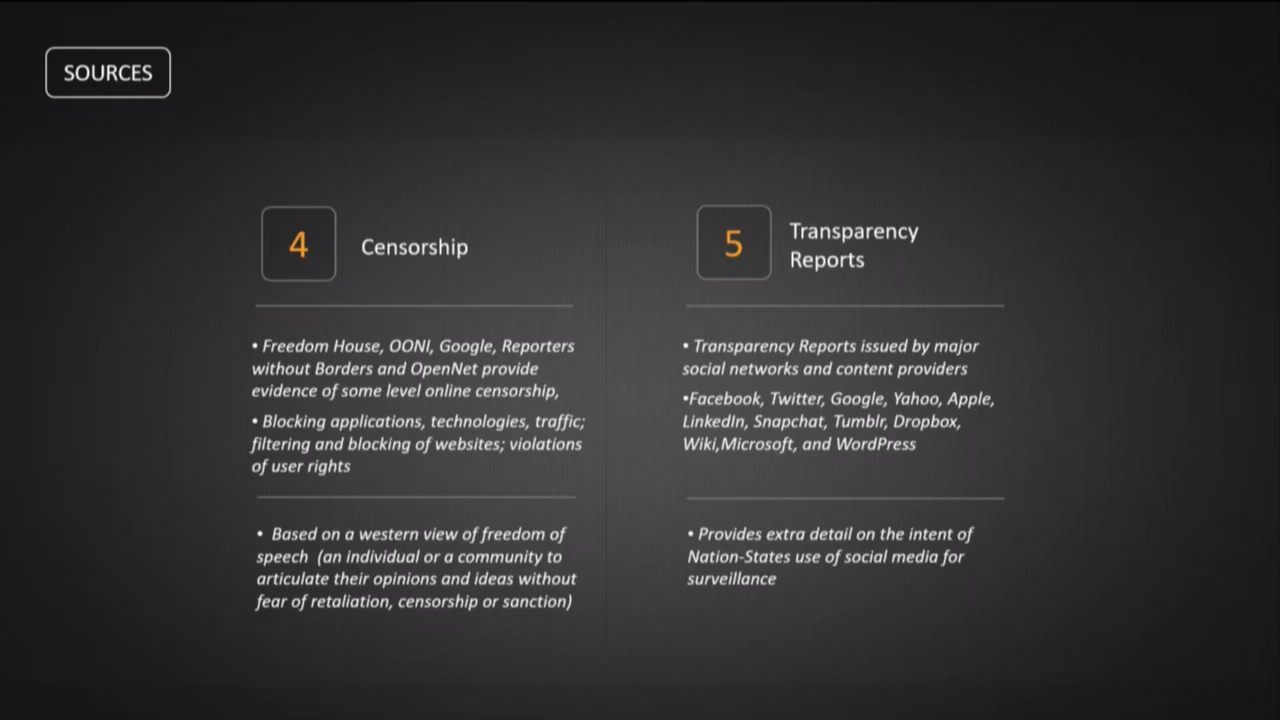 SOURCES
4
Censorship
• Freedom House, OONI, Google, Reporters
without Borders and OpenNet provide
evidence of some level online censorship,
• Blocking applications, technologies, traffic;
filtering and blocking of websites; violations
of user rights
• Based on a western view of freedom of
speech (an individual or a community to
articulate their opinions and ideas without
fear of retaliation, censorship or sanction)
5
Transparency
Reports
• Transparency Reports issued by major
social networks and content providers
•Facebook, Twitter, Google, Yahoo, Apple,
LinkedIn, Snapchat, Tumblr, Dropbox,
Wiki,Microsoft, and WordPress
• Provides extra detail on the intent of
Nation-States use of social media for
surveillance